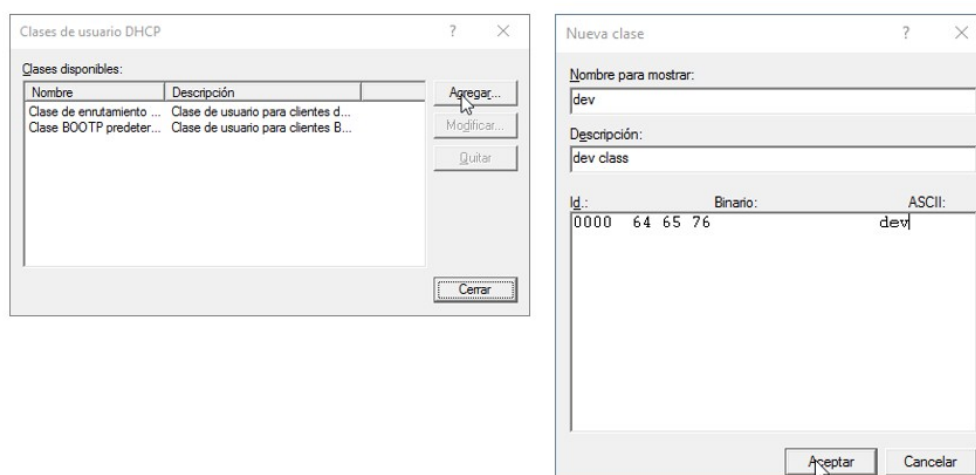 Clases de usuario DHCP
Clases disponibles:
Nombre Descripción
Clase de enrutamiento ... Clase de usuario para clientes d...
Clase BOOTP predeter... Clase de usuario para clientes B...
Agregar...
Modificar...
Quitar
Cerrar
Nueva clase
Nombre para mostrar:
dev
Descripción:
dev class
Id.: Binario: ASCII:
0000 64 65 76 dev
Aceptar Cancelar